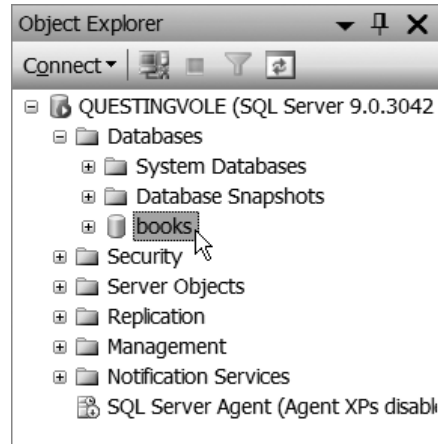 Object Explorer
Connect
QUESTINGVOLE (SQL Server 9.0.3042
Databases
System Databases
Database Snapshots
books
Security
Server Objects
Replication
Management
Notification Services
SQL Server Agent (Agent XPs disabl